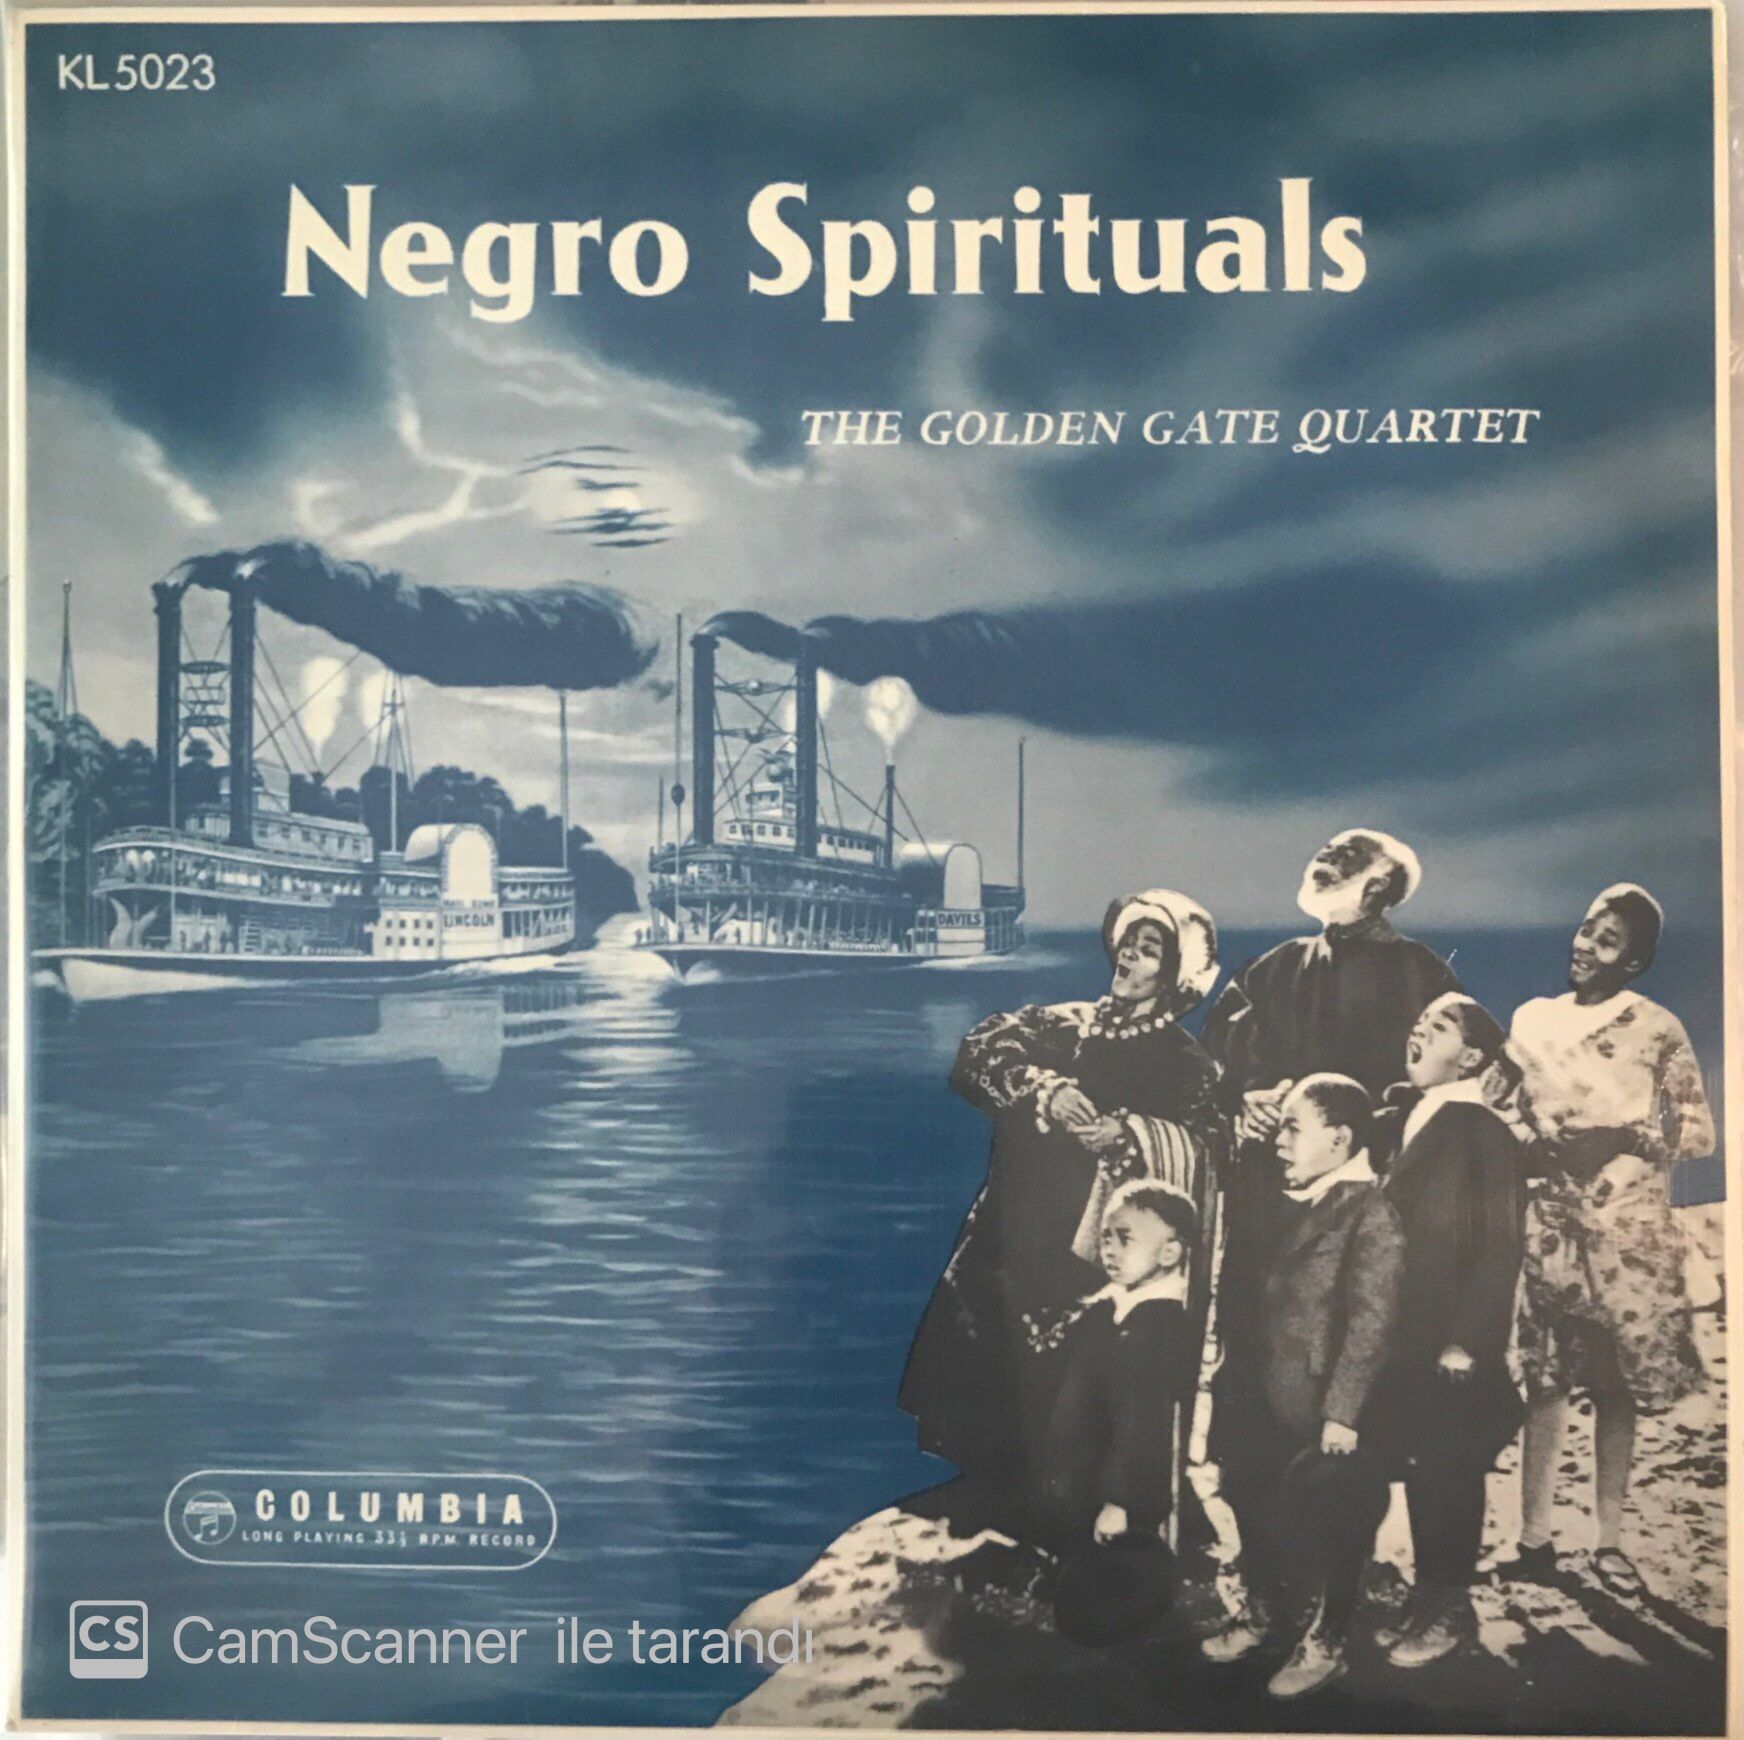 KL 5023
Negro Spirituals
THE GOLDEN GATE QUARTET
LINCOLN
DAVIES
COLUMBIA
LONG PLAYING 33⅓ R.P.M. RECORD
CS CamScanner ile tarandı